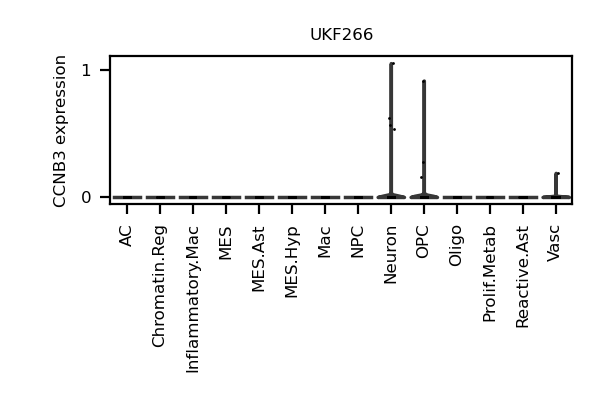 UKF266
CCNB3 expression
1
0
AC
Chromatin.Reg
Inflammatory.Mac
MES
MES.Ast
MES.Hyp
Mac
NPC
Neuron
OPC
Oligo
Prolif.Metab
Reactive.Ast
Vasc